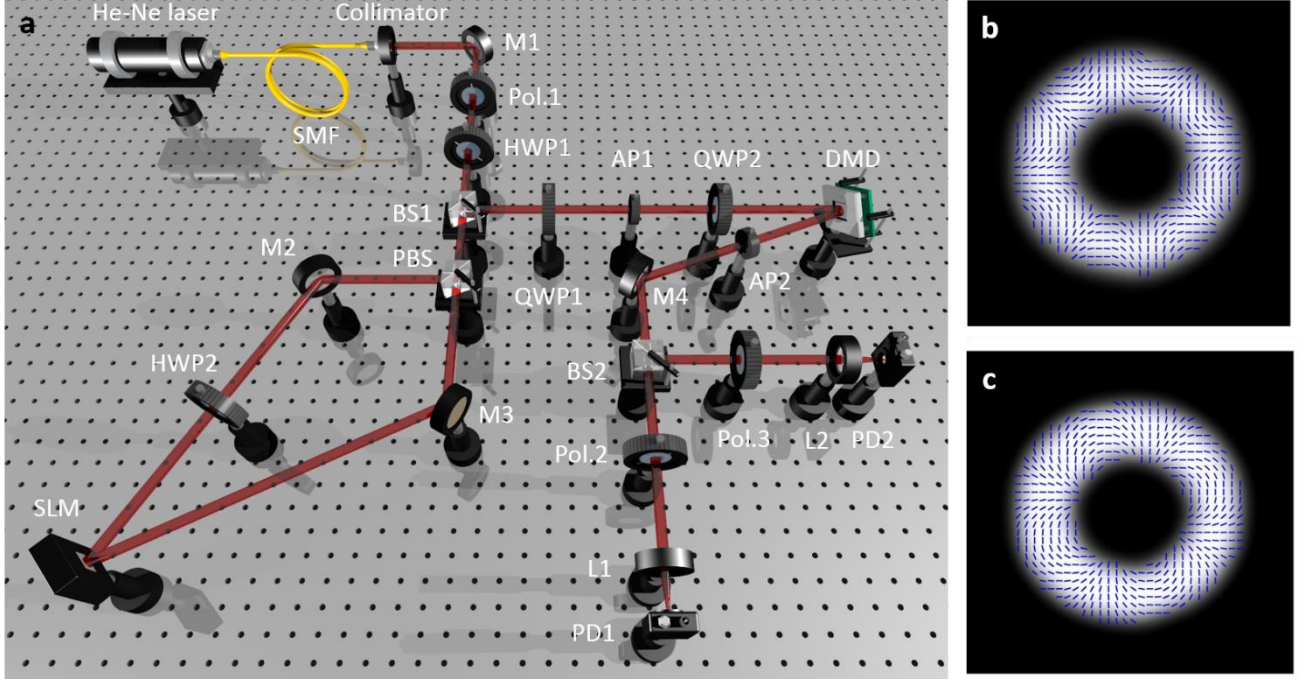 a
He-Ne laser
Collimator
M1
Pol.1
SMF
HWP1
AP1
QWP2
DMD
BS1
M2
PBS
QWP1
M4
AP2
HWP2
BS2
M3
Pol.3
L2
PD2
Pol.2
SLM
L1
PD1
b
c